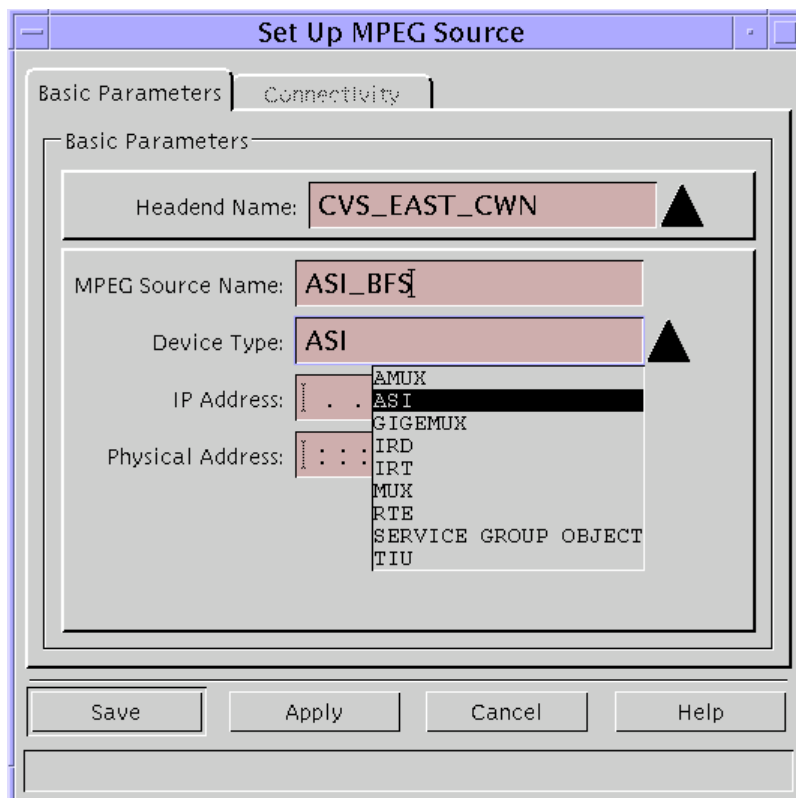 Set Up MPEG Source
Basic Parameters
Connectivity
Basic Parameters
Headend Name: CVS_EAST_CWN
MPEG Source Name: ASI_BFS
Device Type: ASI
AMUX
ASI
GIGEMUX
IRD
IRT
MUX
RTE
SERVICE GROUP OBJECT
TIU
IP Address: . .
Physical Address: : : :
Save Apply Cancel Help